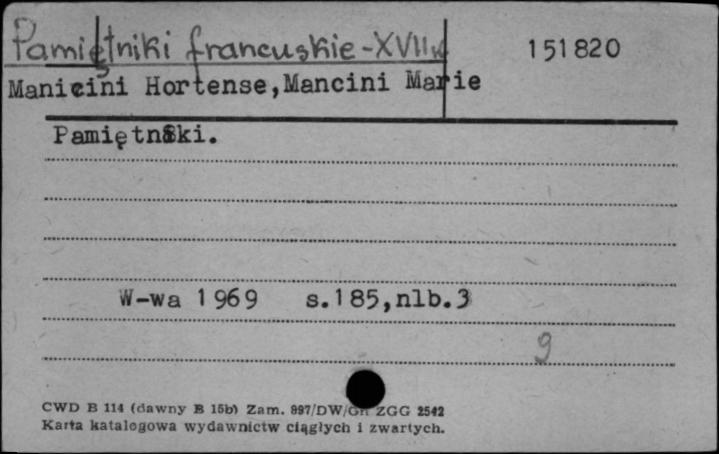 Pamiętniki francuskie-XVII w
151820
Manicini Hortense,Mancini Marie
Pamiętniki.
W-wa 1969 s.185,nlb.3
9
CWD B 114 (dawny B 15b) Zam. 897/DW/Gn ZGG 2542
Karta katalogowa wydawnictw ciągłych i zwartych.